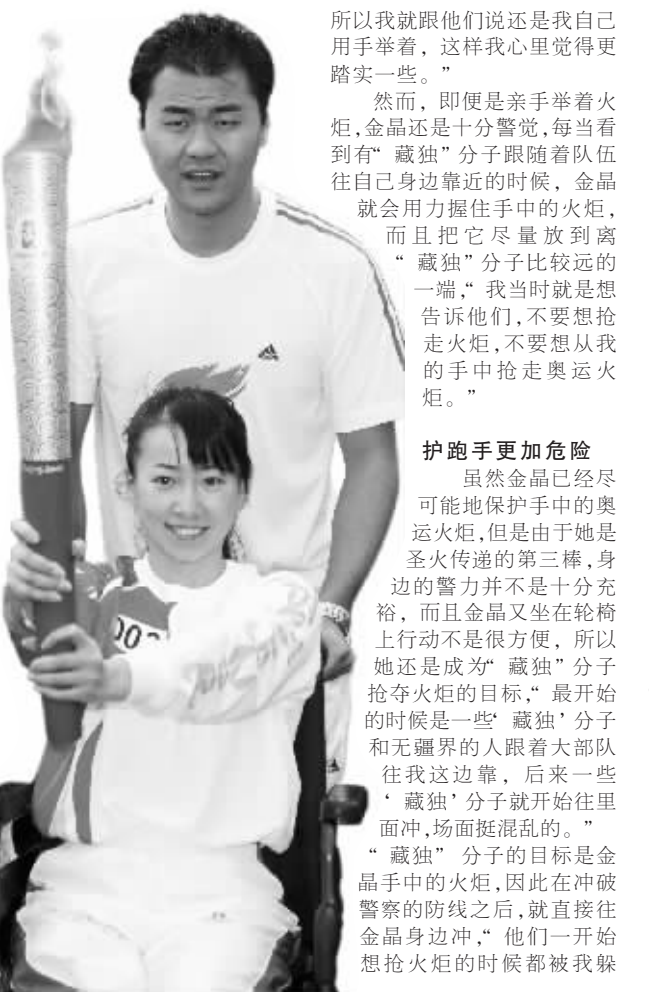 所以我就跟他们说还是我自己
用手举着，这样我心里觉得更
踏实一些。”
然而，即便是亲手举着火
炬，金晶还是十分警觉，每当看
到有“藏独”分子跟随着队伍
往自己身边靠近的时候，金晶
就会用力握住手中的火炬，
而且把它尽量放到离
“藏独”分子比较远的
一端，“我当时就是想
告诉他们，不要想抢
走火炬，不要想从我
的手中抢走奥运火
炬。”
护跑手更加危险
虽然金晶已经尽
可能地保护手中的奥
运火炬，但是由于她是
圣火传递的第三棒，身
边的警力并不是十分充
裕，而且金晶又坐在轮椅
上行动不是很方便，所以
她还是成为“藏独”分子
抢夺火炬的目标，“最开始
的时候是一些‘藏独’分子
和无疆界的人跟着大部队
往我这边靠，后来一些
‘藏独’分子就开始往里
面冲，场面挺混乱的。”
“藏独”分子的目标是金
晶手中的火炬，因此在冲破
警察的防线之后，就直接往
金晶身边冲，“他们一开始
想抢火炬的时候都被我躲
003